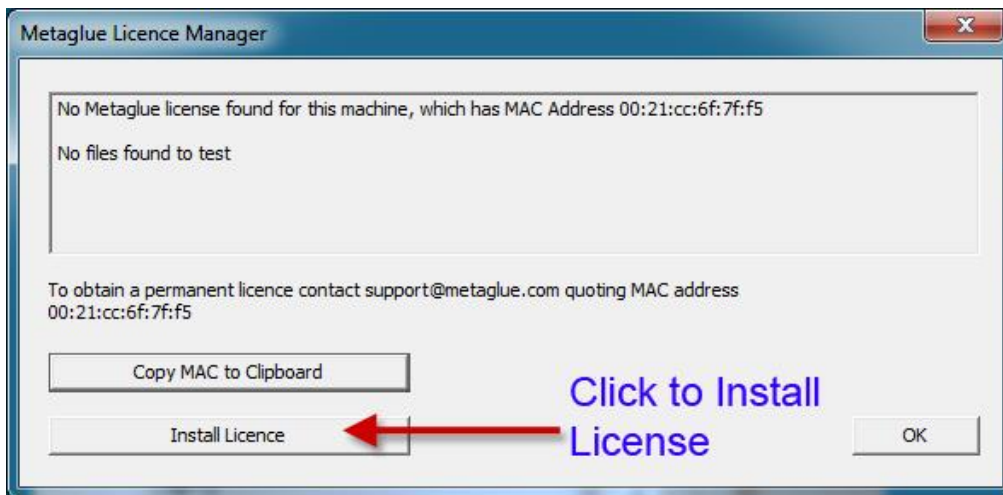 Metaglue Licence Manager
No Metaglue license found for this machine, which has MAC Address 00:21:cc:6f:7f:f5
No files found to test
To obtain a permanent licence contact support@metaglue.com quoting MAC address
00:21:cc:6f:7f:f5
Copy MAC to Clipboard
Click to Install
License
Install Licence
OK